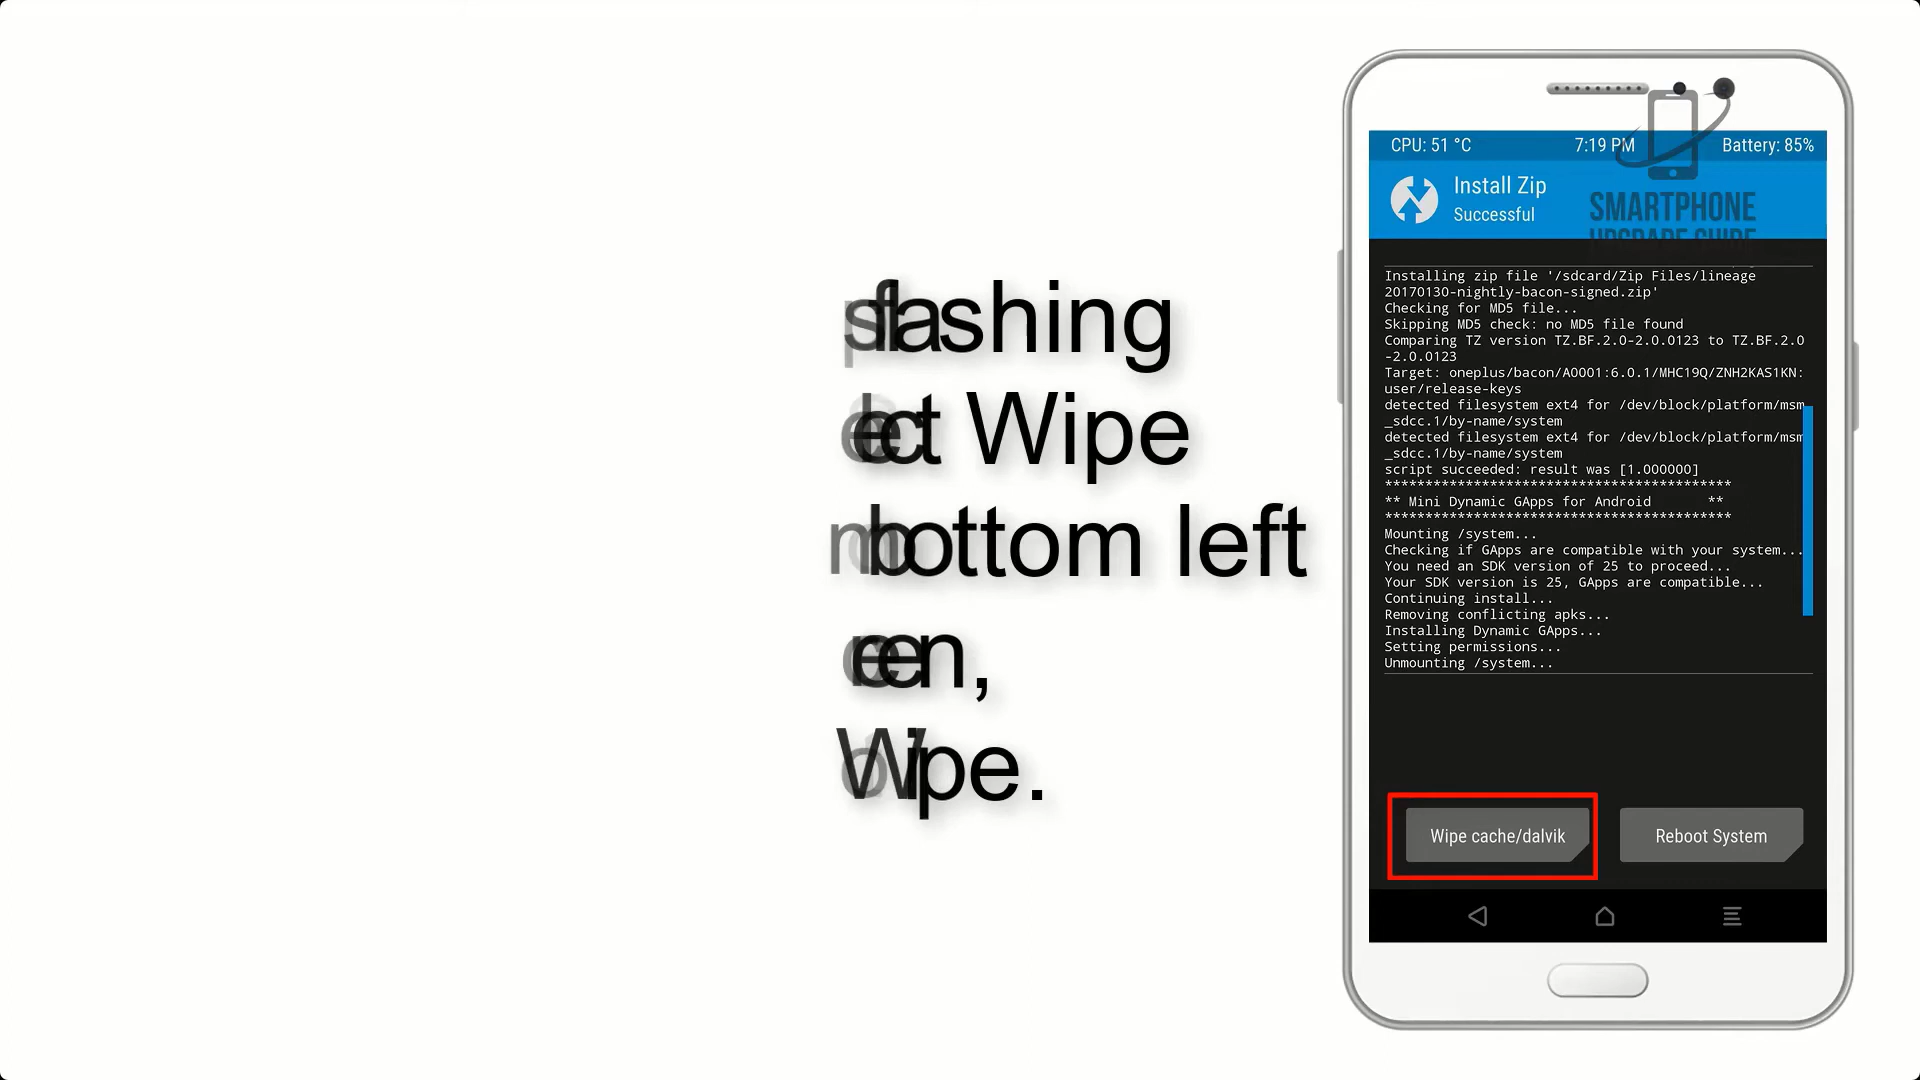 flashing
Wipe
bottom left
Wipe.
CPU: 51 °C 7:19 PM Battery: 85%
Install Zip
Successful
SMARTPHONE
UPGRADE GUIDE
Installing zip file '/sdcard/Zip Files/lineage
20170130-nightly-bacon-signed.zip'
Checking for MD5 file...
Skipping MD5 check: no MD5 file found
Comparing TZ version TZ.BF.2.0-2.0.0123 to TZ.BF.2.0
-2.0.0123
Target: oneplus/bacon/A0001:6.0.1/MHC19Q/ZNH2KAS1KN:
user/release-keys
detected filesystem ext4 for /dev/block/platform/msm
_sdcc.1/by-name/system
detected filesystem ext4 for /dev/block/platform/msm
_sdcc.1/by-name/system
script succeeded: result was [1.000000]
*******************************************
** Mini Dynamic GApps for Android **
*******************************************
Mounting /system...
Checking if GApps are compatible with your system...
You need an SDK version of 25 to proceed...
Your SDK version is 25, GApps are compatible...
Continuing install...
Removing conflicting apks...
Installing Dynamic GApps...
Setting permissions...
Unmounting /system...
Wipe cache/dalvik
Reboot System